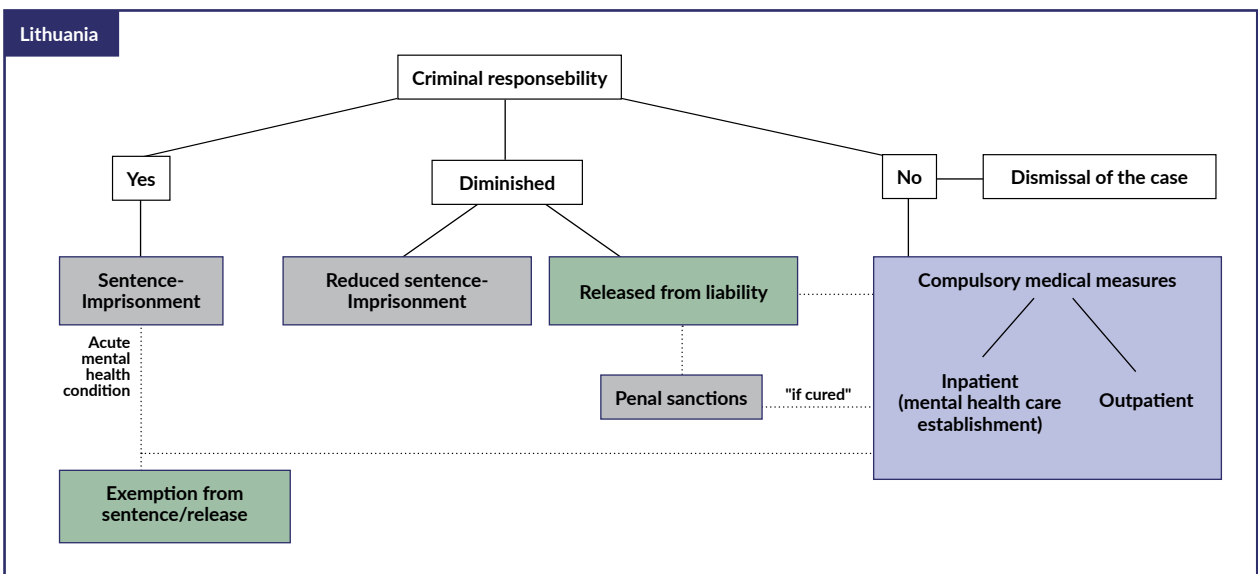 Lithuania
Criminal responsebility
Yes
Diminished
No
Dismissal of the case
Sentence-
Imprisonment
Reduced sentence-
Imprisonment
Released from liability
Compulsory medical measures
Acute
mental
health
condition
Penal sanctions
"if cured"
Inpatient
(mental health care
establishment)
Outpatient
Exemption from
sentence/release